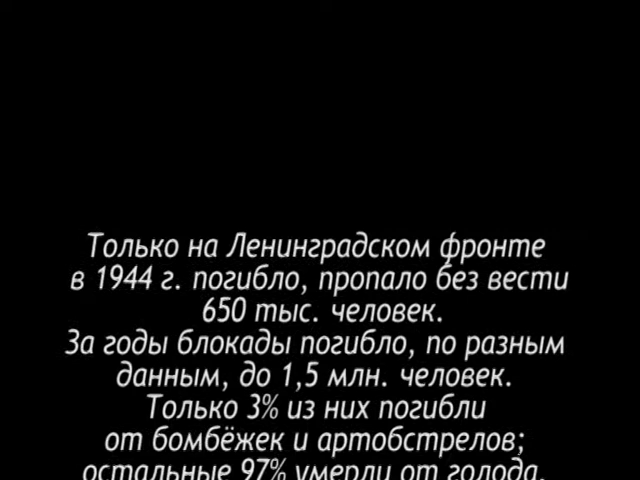 Только на Ленинградском фронте
в 1944 г. погибло, пропало без вести
650 тыс. человек.
За годы блокады погибло, по разным
данным, до 1,5 млн. человек.
Только 3% из них погибли
от бомбёжек и артобстрелов;
остальные 97% умерли от голода.